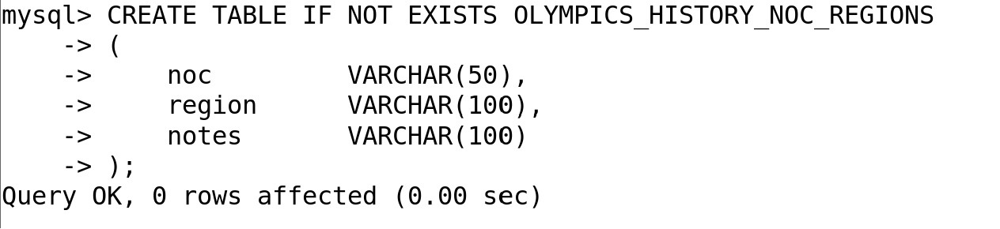 mysql> CREATE TABLE IF NOT EXISTS OLYMPICS_HISTORY_NOC_REGIONS
    -> (
    ->     noc         VARCHAR(50),
    ->     region      VARCHAR(100),
    ->     notes       VARCHAR(100)
    -> );
Query OK, 0 rows affected (0.00 sec)